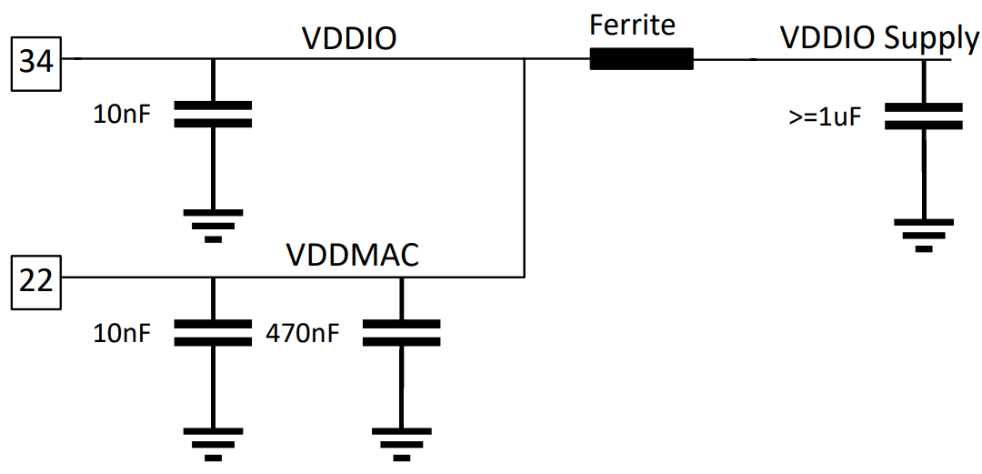 Ferrite
VDDIO
VDDIO Supply
34
10nF
>=1uF
VDDMAC
22
10nF
470nF